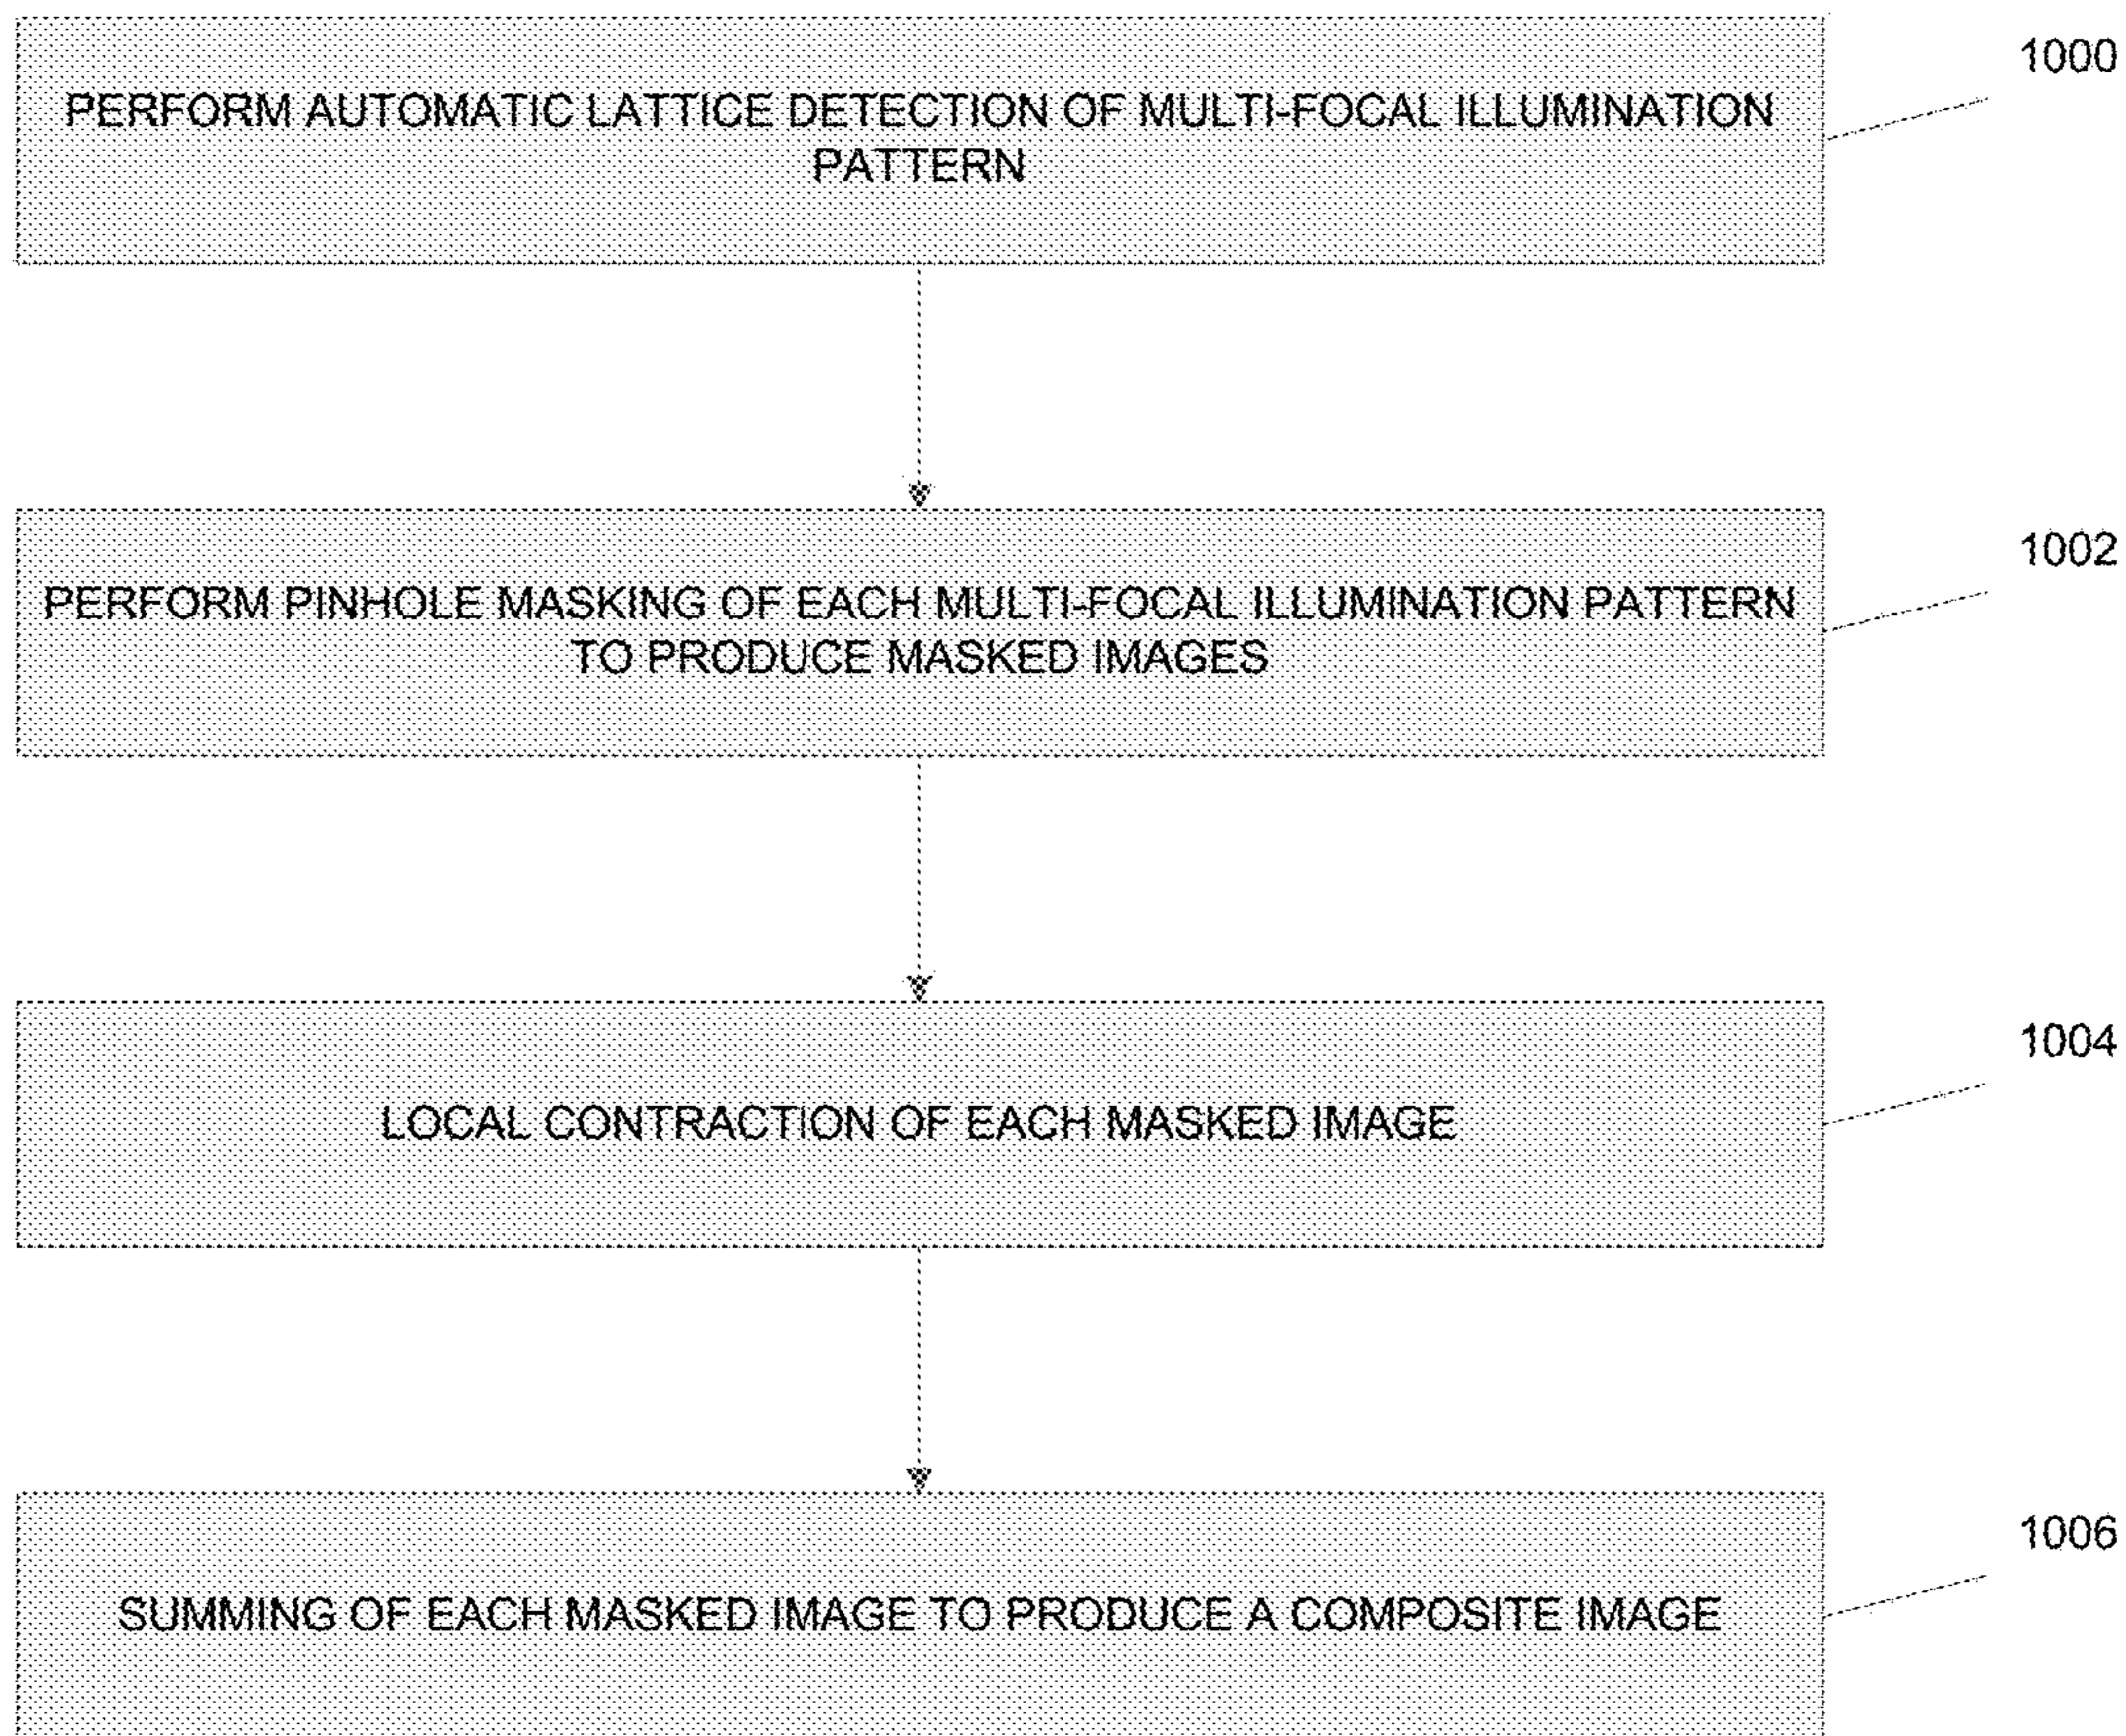 1000
PERFORM AUTOMATIC LATTICE DETECTION OF MULTI-FOCAL ILLUMINATION
PATTERN
1002
PERFORM PINHOLE MASKING OF EACH MULTI-FOCAL ILLUMINATION PATTERN
TO PRODUCE MASKED IMAGES
1004
LOCAL CONTRACTION OF EACH MASKED IMAGE
1006
SUMMING OF EACH MASKED IMAGE TO PRODUCE A COMPOSITE IMAGE